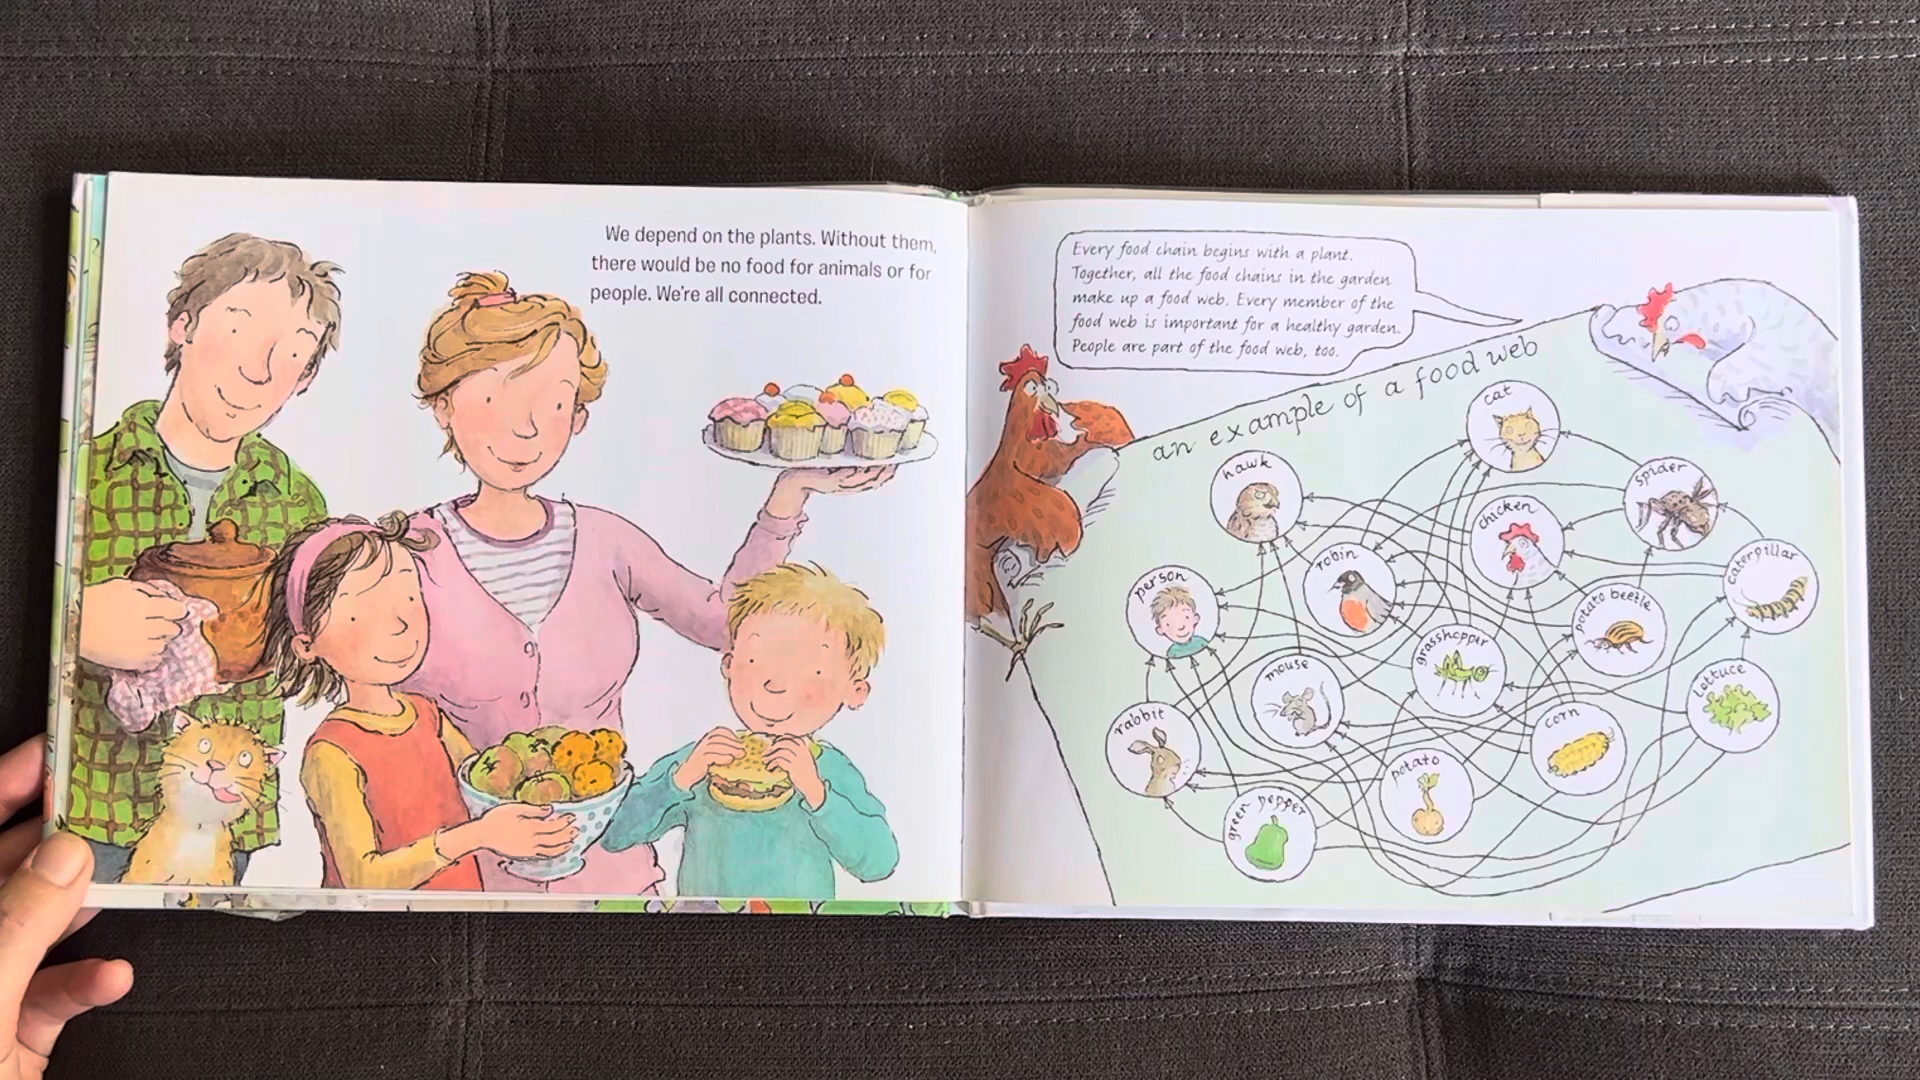 We depend on the plants. Without them,
there would be no food for animals or for
people. We're all connected.
Every food chain begins with a plant.
Together, all the food chains in the garden
make up a food web. Every member of the
food web is important for a healthy garden.
People are part of the food web, too.
an example of a food web
cat
hawk
spider
chicken
robin
caterpillar
person
potato beetle
grasshopper
mouse
lettuce
rabbit
corn
potato
green pepper